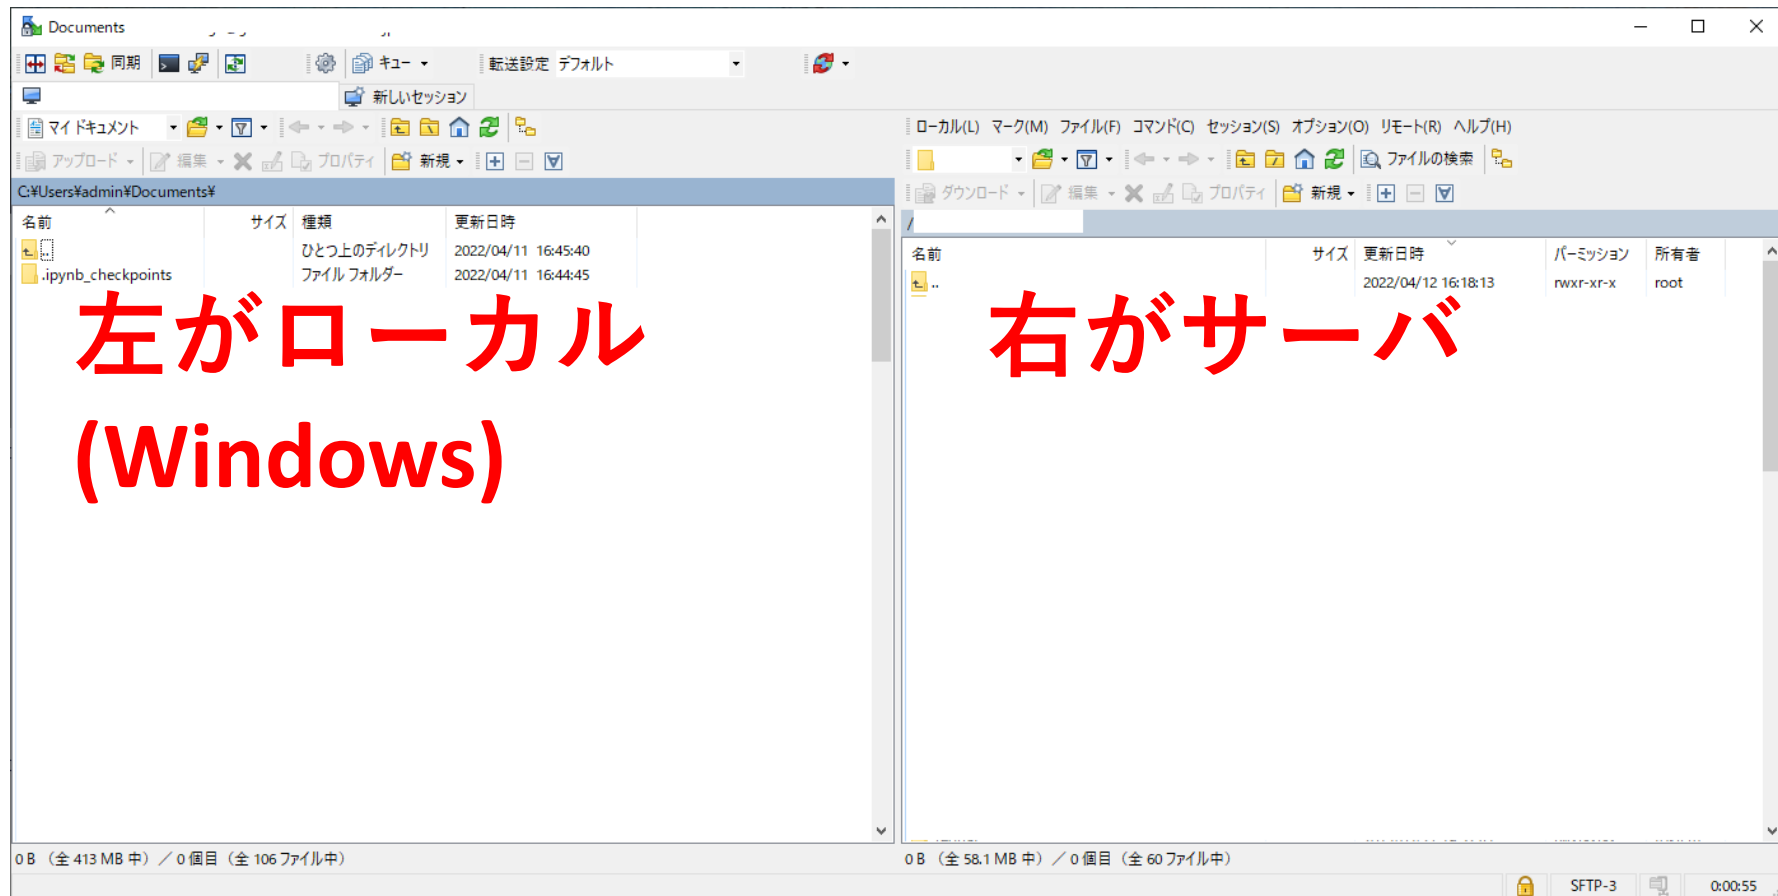 Documents
同期 キュー 転送設定 デフォルト
新しいセッション
マイ ドキュメント
アップロード 編集 プロパティ 新規
C:¥Users¥admin¥Documents¥
名前 サイズ 種類 更新日時
.. ひとつ上のディレクトリ 2022/04/11 16:45:40
.ipynb_checkpoints ファイル フォルダー 2022/04/11 16:44:45
左がローカル
(Windows)
0 B （全 413 MB 中）／ 0 個目（全 106 ファイル中）
ローカル(L) マーク(M) ファイル(F) コマンド(C) セッション(S) オプション(O) リモート(R) ヘルプ(H)
ファイルの検索
ダウンロード 編集 プロパティ 新規
/
名前 サイズ 更新日時 パーミッション 所有者
.. 2022/04/12 16:18:13 rwxr-xr-x root
右がサーバ
0 B （全 58.1 MB 中）／ 0 個目（全 60 ファイル中）
SFTP-3 0:00:55